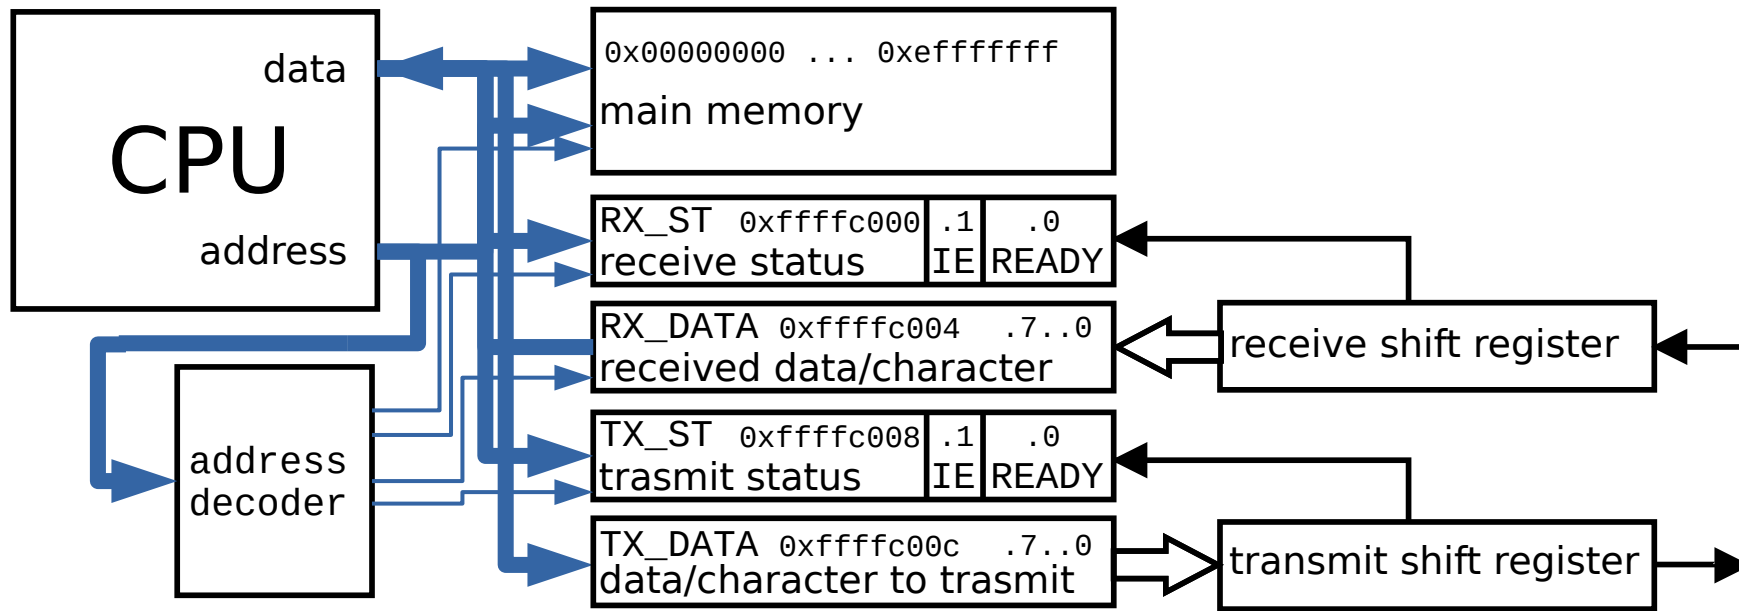 data
CPU
address
address
decoder
0x00000000 ... 0xefffffff
main memory
RX_ST 0xffffc000 .1 .0
receive status IE READY
RX_DATA 0xffffc004 .7..0
received data/character
TX_ST 0xffffc008 .1 .0
trasmit status IE READY
TX_DATA 0xffffc00c .7..0
data/character to trasmit
receive shift register
transmit shift register